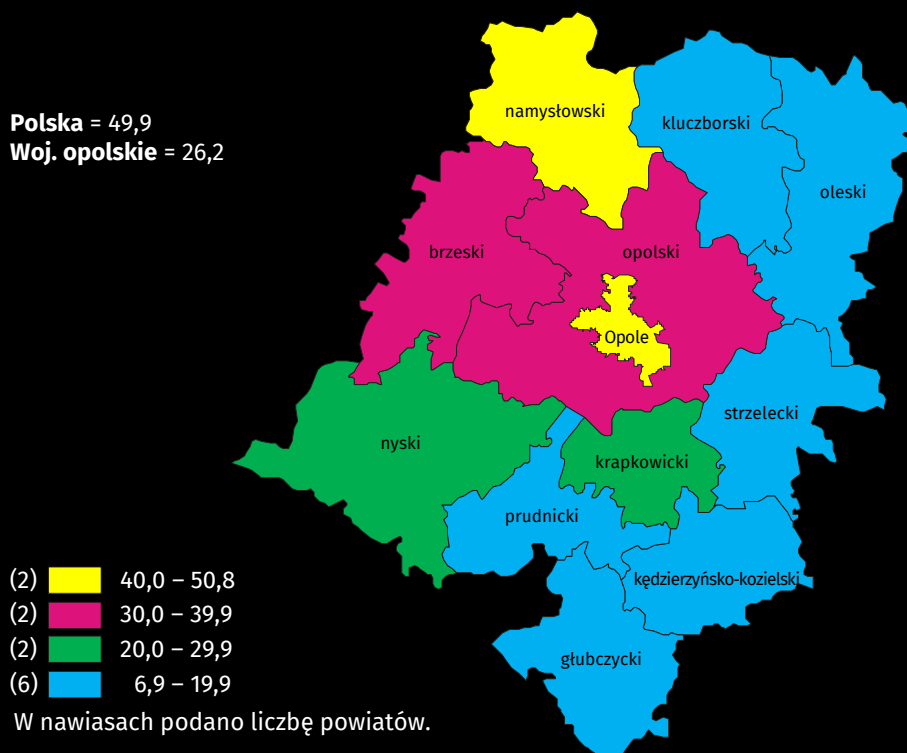 Polska = 49,9
Woj. opolskie = 26,2
namysłowski
kluczborski
oleski
brzeski
opolski
Opole
strzelecki
nyski
krapkowicki
prudnicki
kędzierzyńsko-kozielski
głubczycki
(2) 40,0 – 50,8
(2) 30,0 – 39,9
(2) 20,0 – 29,9
(6) 6,9 – 19,9
W nawiasach podano liczbę powiatów.